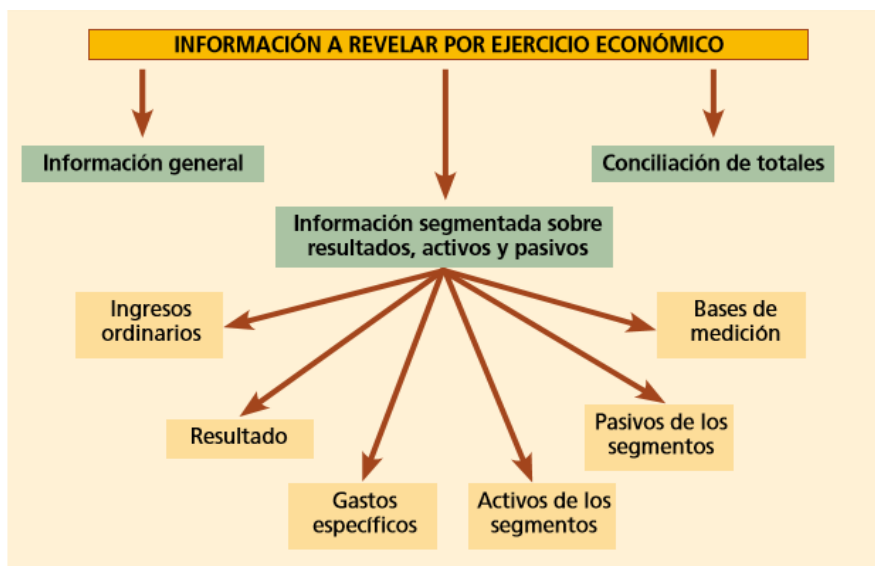 INFORMACIÓN A REVELAR POR EJERCICIO ECONÓMICO
Información general
Conciliación de totales
Información segmentada sobre
resultados, activos y pasivos
Ingresos
ordinarios
Bases de
medición
Resultado
Pasivos de los
segmentos
Gastos
específicos
Activos de los
segmentos